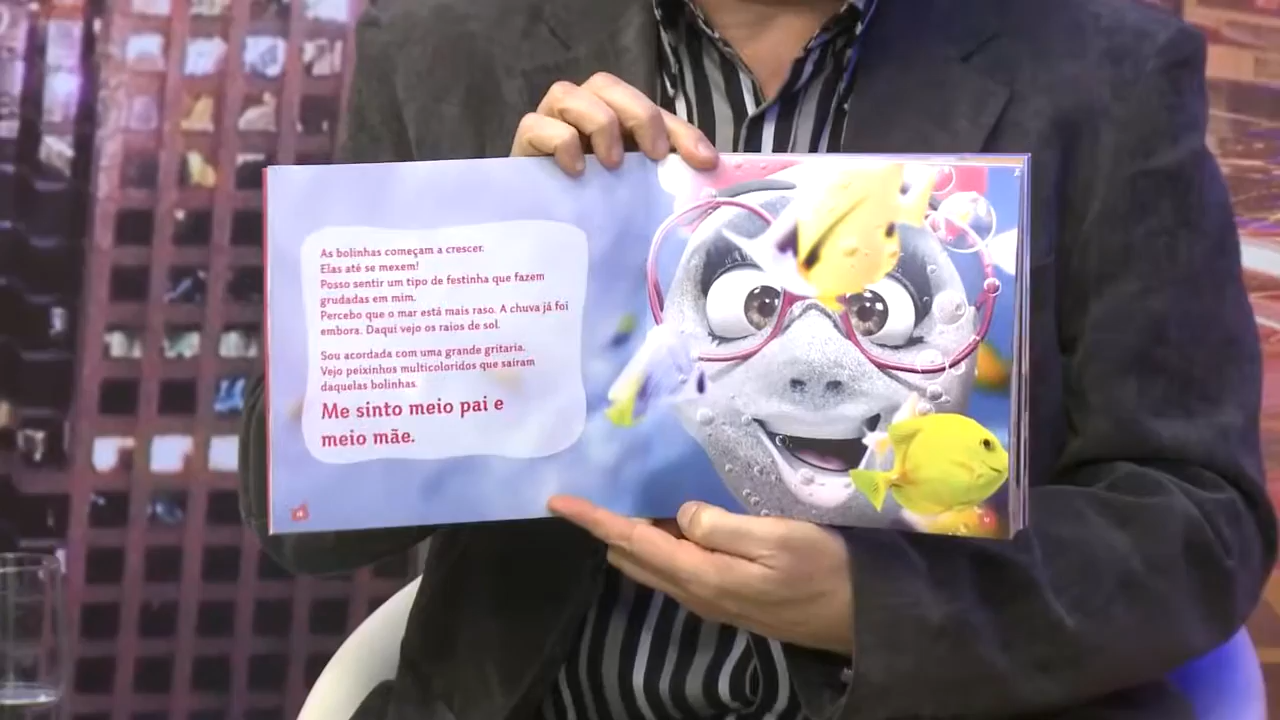 As bolinhas começam a crescer.
Elas até se mexem!
Posso sentir um tipo de festinha que fazem
grudadas em mim.
Percebo que o mar está mais raso. A chuva já foi
embora. Daqui vejo os raios de sol.
Sou acordada com uma grande gritaria.
Vejo peixinhos multicoloridos que saíram
daquelas bolinhas.
Me sinto meio pai e
meio mãe.